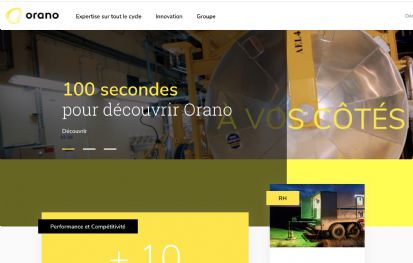 orano
Expertise sur tout le cycle Innovation Groupe
100 secondes
pour découvrir Orano
À VOS CÔTÉS
Découvrir
RH
Performance et Compétitivité
+ 10